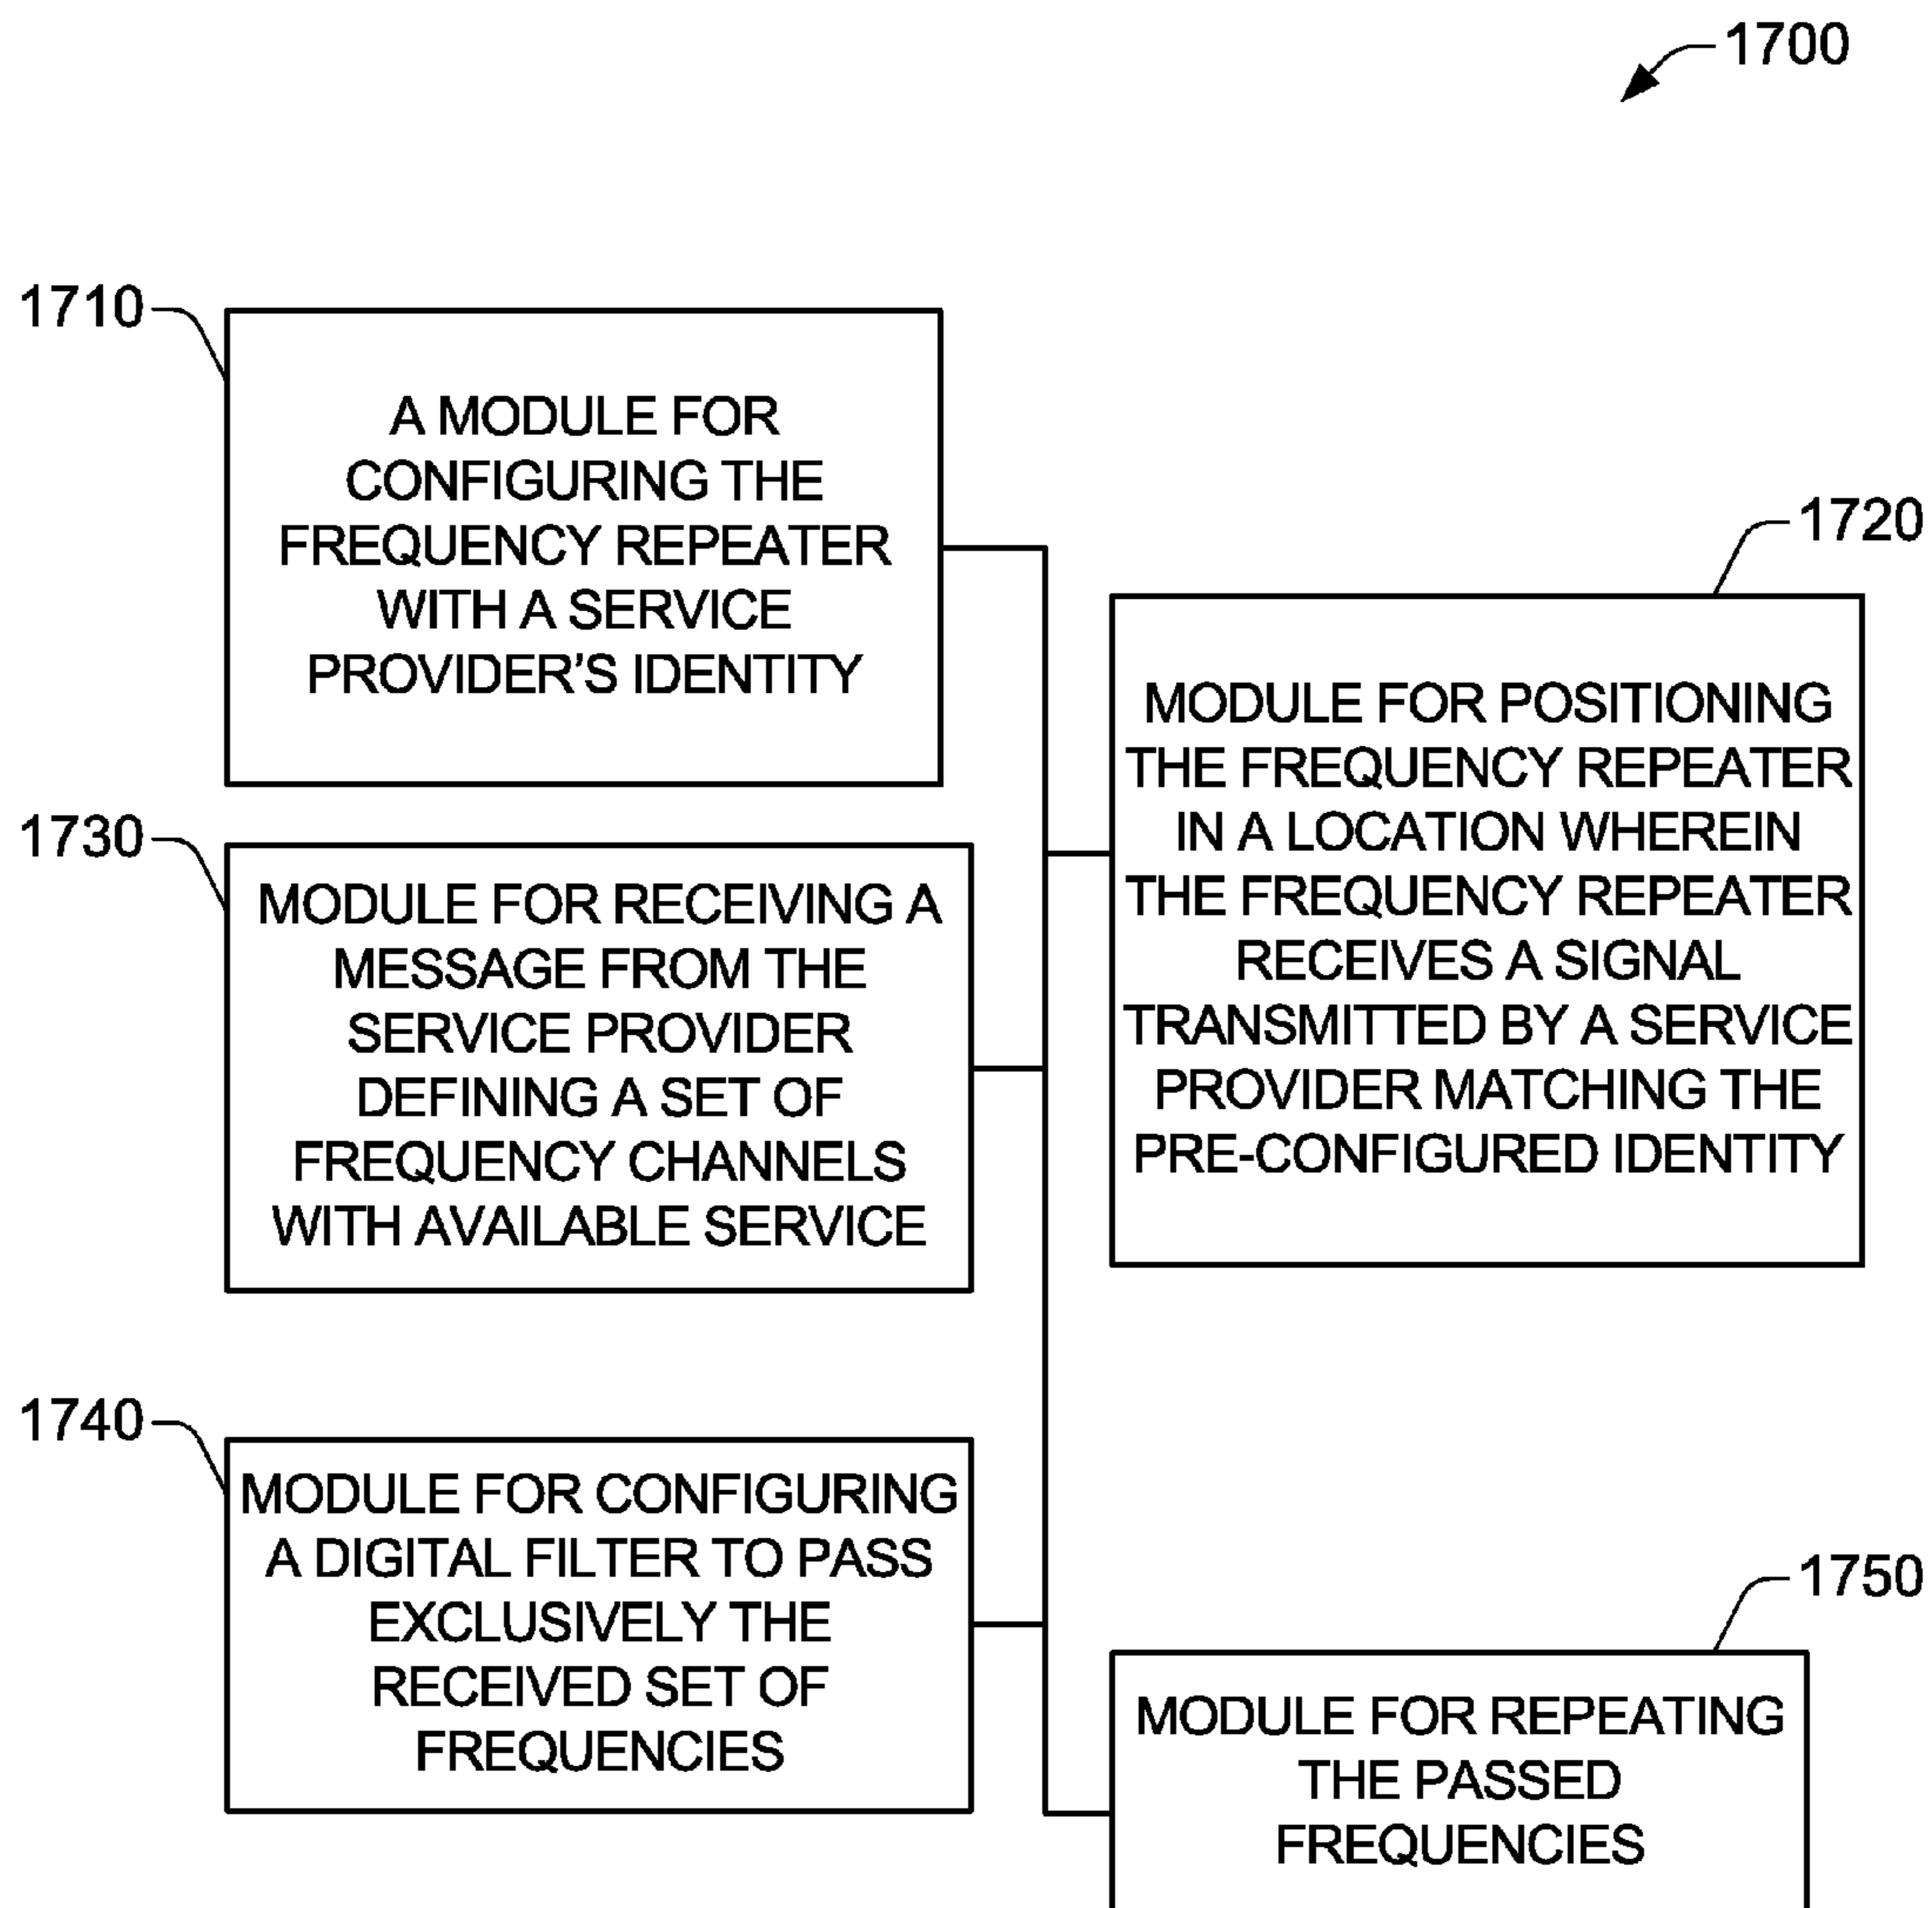 1700
1710
A MODULE FOR
CONFIGURING THE
FREQUENCY REPEATER
WITH A SERVICE
PROVIDER'S IDENTITY
1720
MODULE FOR POSITIONING
THE FREQUENCY REPEATER
IN A LOCATION WHEREIN
THE FREQUENCY REPEATER
RECEIVES A SIGNAL
TRANSMITTED BY A SERVICE
PROVIDER MATCHING THE
PRE-CONFIGURED IDENTITY
1730
MODULE FOR RECEIVING A
MESSAGE FROM THE
SERVICE PROVIDER
DEFINING A SET OF
FREQUENCY CHANNELS
WITH AVAILABLE SERVICE
1740
MODULE FOR CONFIGURING
A DIGITAL FILTER TO PASS
EXCLUSIVELY THE
RECEIVED SET OF
FREQUENCIES
1750
MODULE FOR REPEATING
THE PASSED
FREQUENCIES